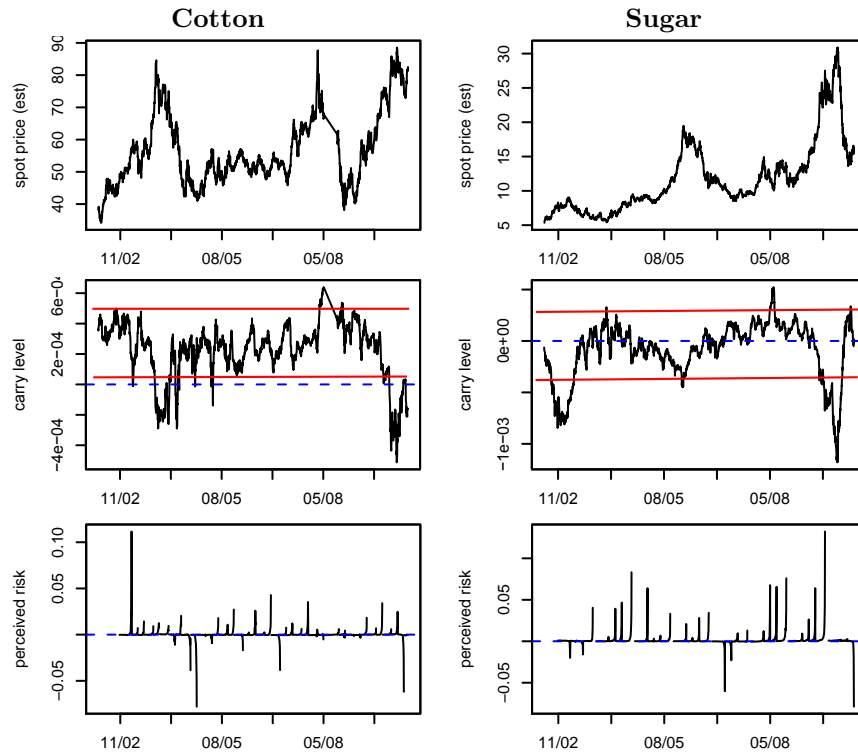 Cotton
Sugar
spot price (est)
40 50 60 70 80 90
11/02 08/05 05/08
spot price (est)
5 10 15 20 25 30
11/02 08/05 05/08
carry level
−4e−04 2e−04 6e−04
11/02 08/05 05/08
carry level
−1e−03 0e+00
11/02 08/05 05/08
perceived risk
−0.05 0.05 0.10
11/02 08/05 05/08
perceived risk
−0.05 0.05
11/02 08/05 05/08